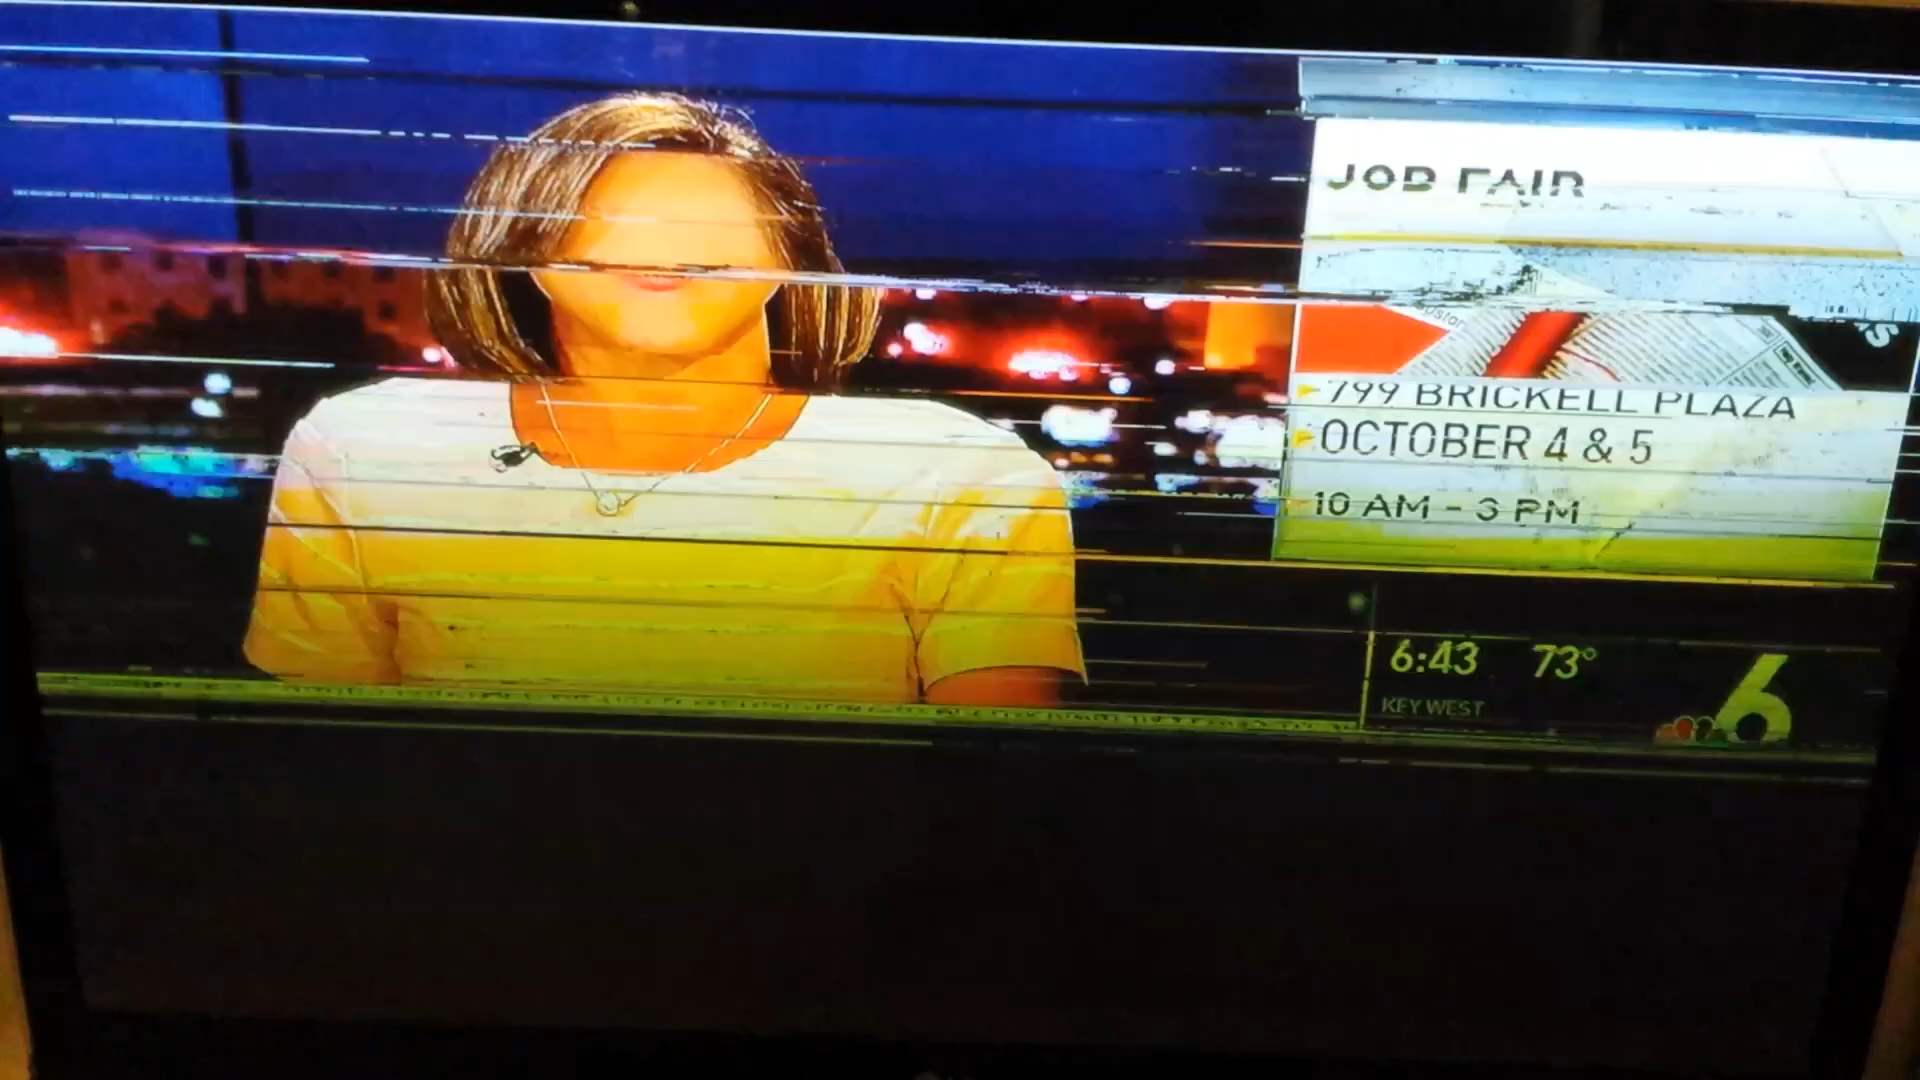 JOB FAIR
799 BRICKELL PLAZA
OCTOBER 4 & 5
10 AM - 3 PM
6:43 73°
KEY WEST
6